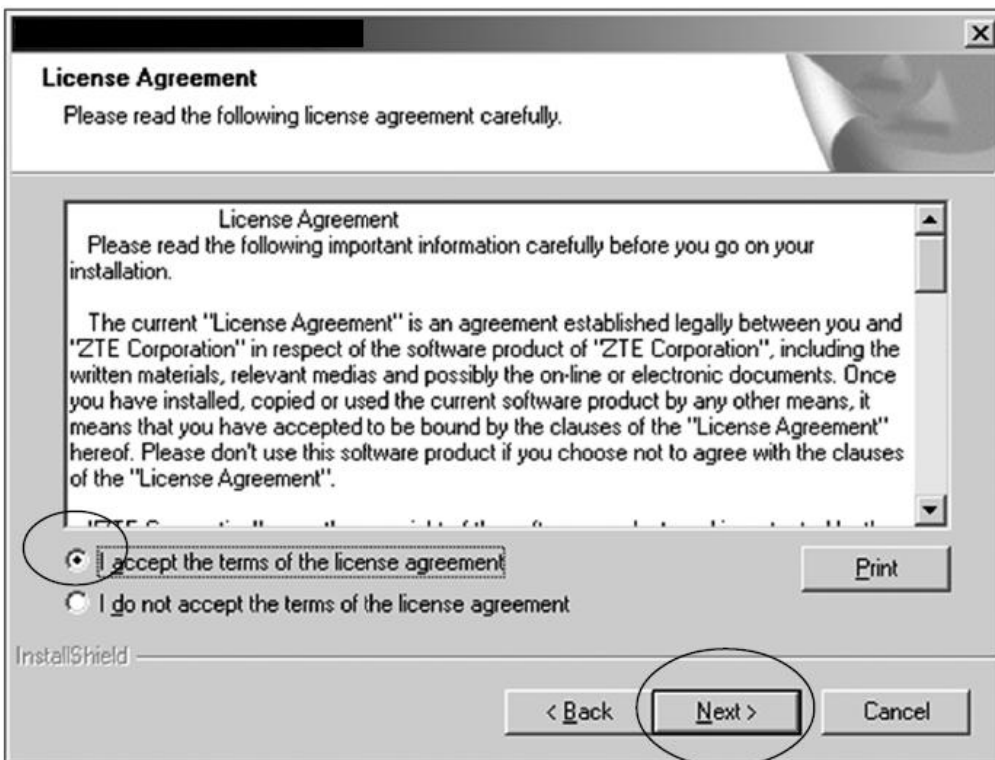 License Agreement
Please read the following license agreement carefully.
License Agreement
Please read the following important information carefully before you go on your
installation.
The current "License Agreement" is an agreement established legally between you and
"ZTE Corporation" in respect of the software product of "ZTE Corporation", including the
written materials, relevant medias and possibly the on-line or electronic documents. Once
you have installed, copied or used the current software product by any other means, it
means that you have accepted to be bound by the clauses of the "License Agreement"
hereof. Please don't use this software product if you choose not to agree with the clauses
of the "License Agreement".
I accept the terms of the license agreement
Print
I do not accept the terms of the license agreement
InstallShield
< Back
Next >
Cancel